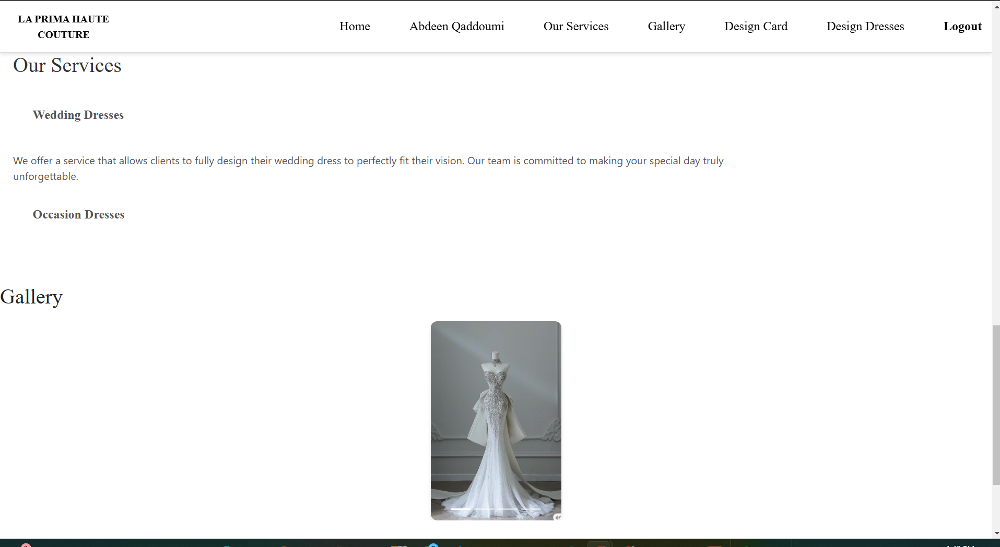 LA PRIMA HAUTE
COUTURE
Home
Abdeen Qaddoumi
Our Services
Gallery
Design Card
Design Dresses
Logout
Our Services
Wedding Dresses
We offer a service that allows clients to fully design their wedding dress to perfectly fit their vision. Our team is committed to making your special day truly
unforgettable.
Occasion Dresses
Gallery